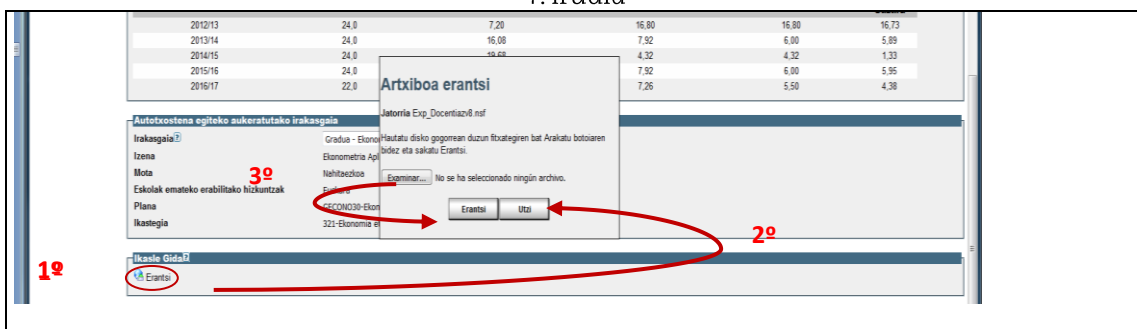 2012/13 24,0 7,20 16,80 16,80 16,73
2013/14 24,0 16,08 7,92 6,00 5,89
2014/15 24,0 19,68 4,32 4,32 1,33
2015/16 24,0 7,92 6,00 5,95
2016/17 22,0 7,26 5,50 4,38
Artxiboa erantsi
Jatorria Exp_Docentiazv8.nsf
Hautatu disko gogorrean duzun fitxategiren bat Arakatu botoiaren
bidez eta sakatu Erantsi.
Examinar... No se ha seleccionado ningún archivo.
Erantsi Utzi
Autotxostena egiteko aukeratutako irakasgaia
Irakasgaia? Gradua - Ekono
Izena Ekonometria Apl
Mota Nahitaezkoa
Eskolak emateko erabilitako hizkuntzak Euskara
Plana GECONO30-Ekon
Ikastegia 321-Ekonomia e
3º
2º
Ikasle Gida?
1º
Erantsi